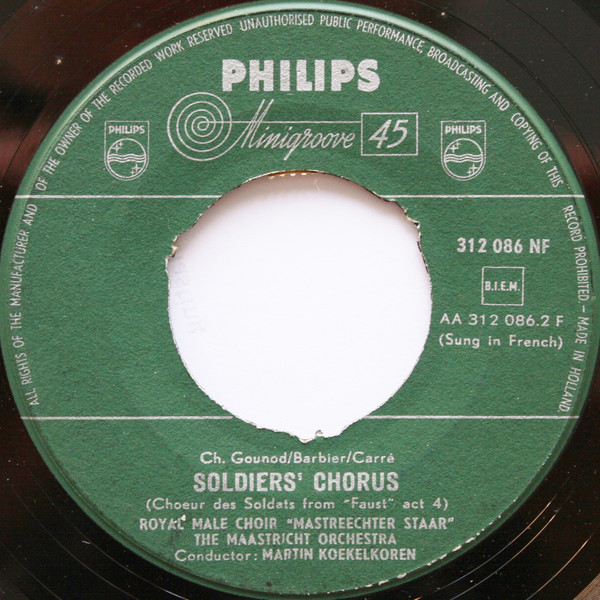 ALL RIGHTS OF THE MANUFACTURER AND OF THE OWNER OF THE RECORDED WORK RESERVED UNAUTHORISED PUBLIC PERFORMANCE, BROADCASTING AND COPYING OF THIS RECORD PROHIBITED - MADE IN HOLLAND.
PHILIPS
Minigroove 45
PHILIPS
PHILIPS
312 086 NF
B.I.E.M.
AA 312 086.2 F
(Sung in French)
Ch. Gounod/Barbier/Carrè
SOLDIERS' CHORUS
(Choeur des Soldats from "Faust" act 4)
ROYAL MALE CHOIR "MASTREECHTER STAAR"
THE MAASTRICHT ORCHESTRA
Conductor: MARTIN KOEKELKOREN